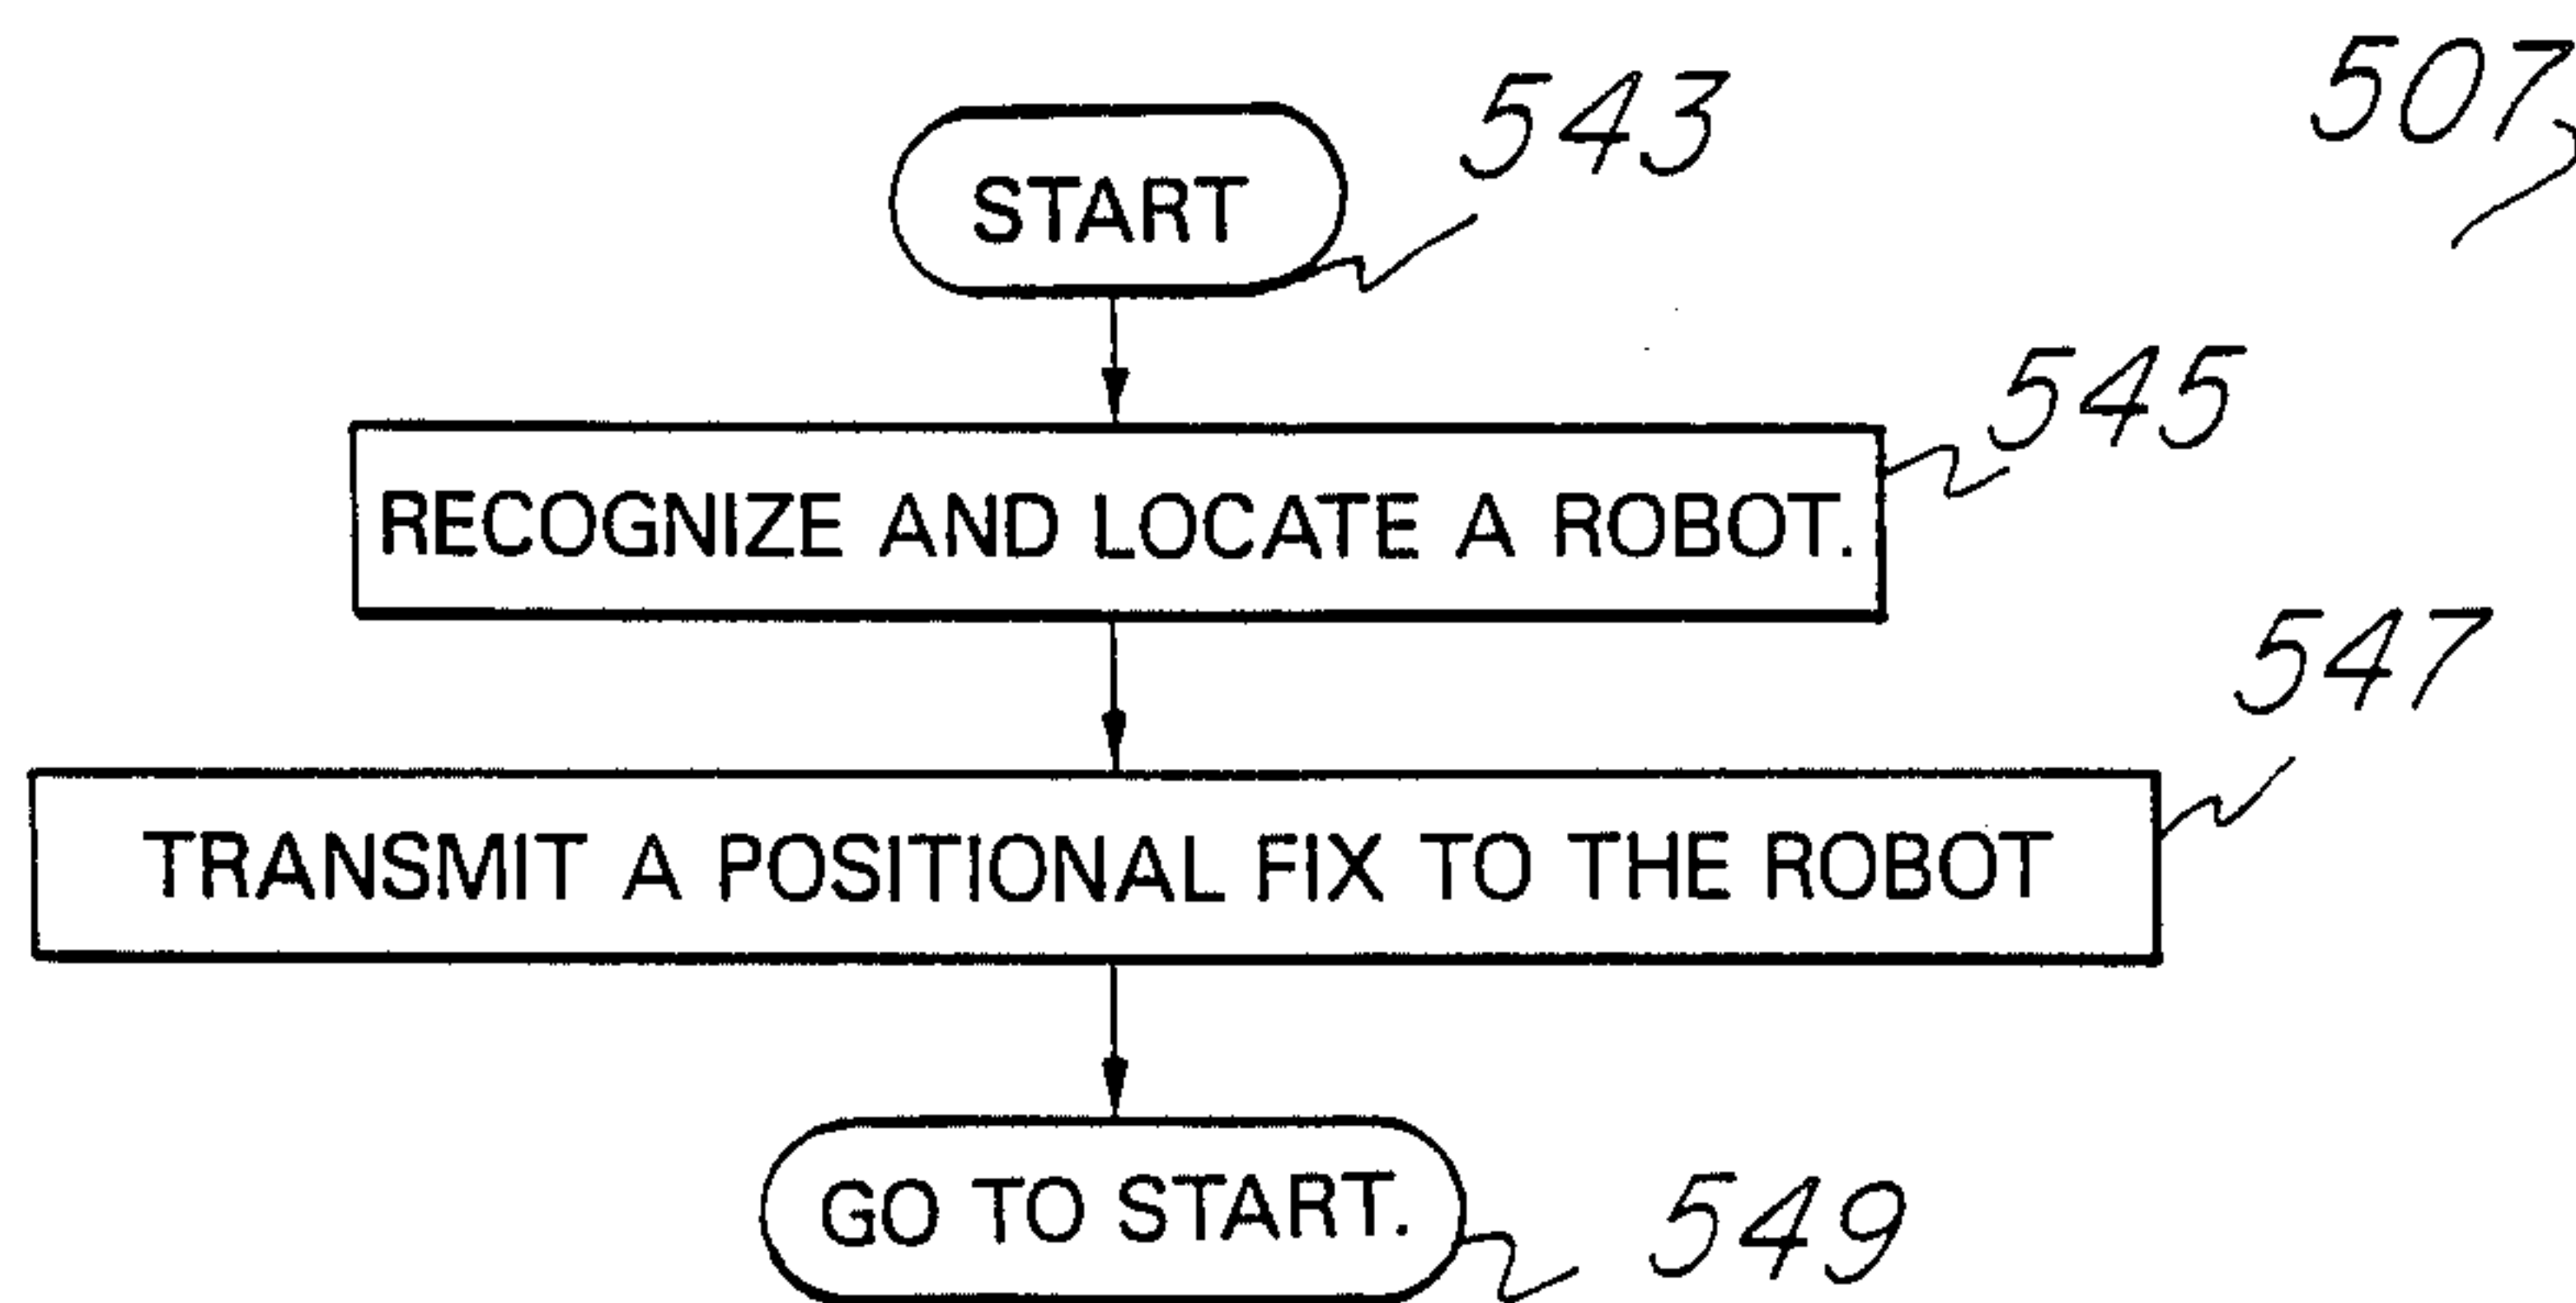 507
START
543
RECOGNIZE AND LOCATE A ROBOT.
545
TRANSMIT A POSITIONAL FIX TO THE ROBOT
547
GO TO START.
549